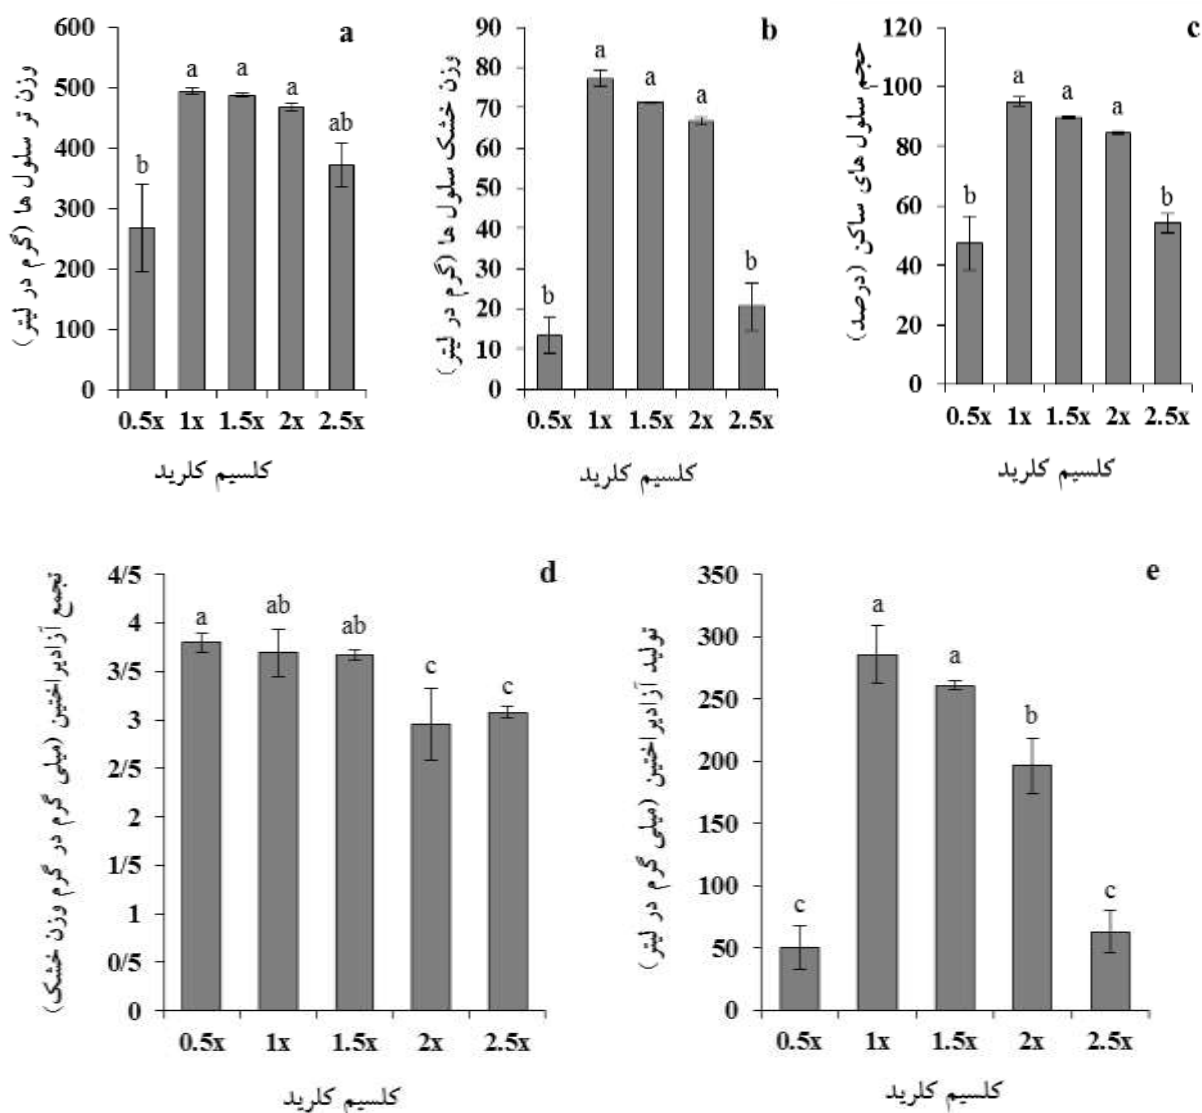 a
وزن تر سلول ها (گرم در لیتر)
600
500
400
300
200
100
0
b
a
a
a
ab
0.5x 1x 1.5x 2x 2.5x
کلسیم کلرید
b
وزن خشک سلول ها (گرم در لیتر)
90
80
70
60
50
40
30
20
10
0
b
a
a
a
b
0.5x 1x 1.5x 2x 2.5x
کلسیم کلرید
c
حجم سلول های ساکن (درصد)
120
100
80
60
40
20
0
b
a
a
a
b
0.5x 1x 1.5x 2x 2.5x
کلسیم کلرید
d
تجمع آزادیراختین (میلی گرم در گرم وزن خشک)
4/5
4
3/5
3
2/5
2
1/5
1
0/5
0
a
ab
ab
c
c
0.5x 1x 1.5x 2x 2.5x
کلسیم کلرید
e
تولید آزادیراختین (میلی گرم در لیتر)
350
300
250
200
150
100
50
0
c
a
a
b
c
0.5x 1x 1.5x 2x 2.5x
کلسیم کلرید